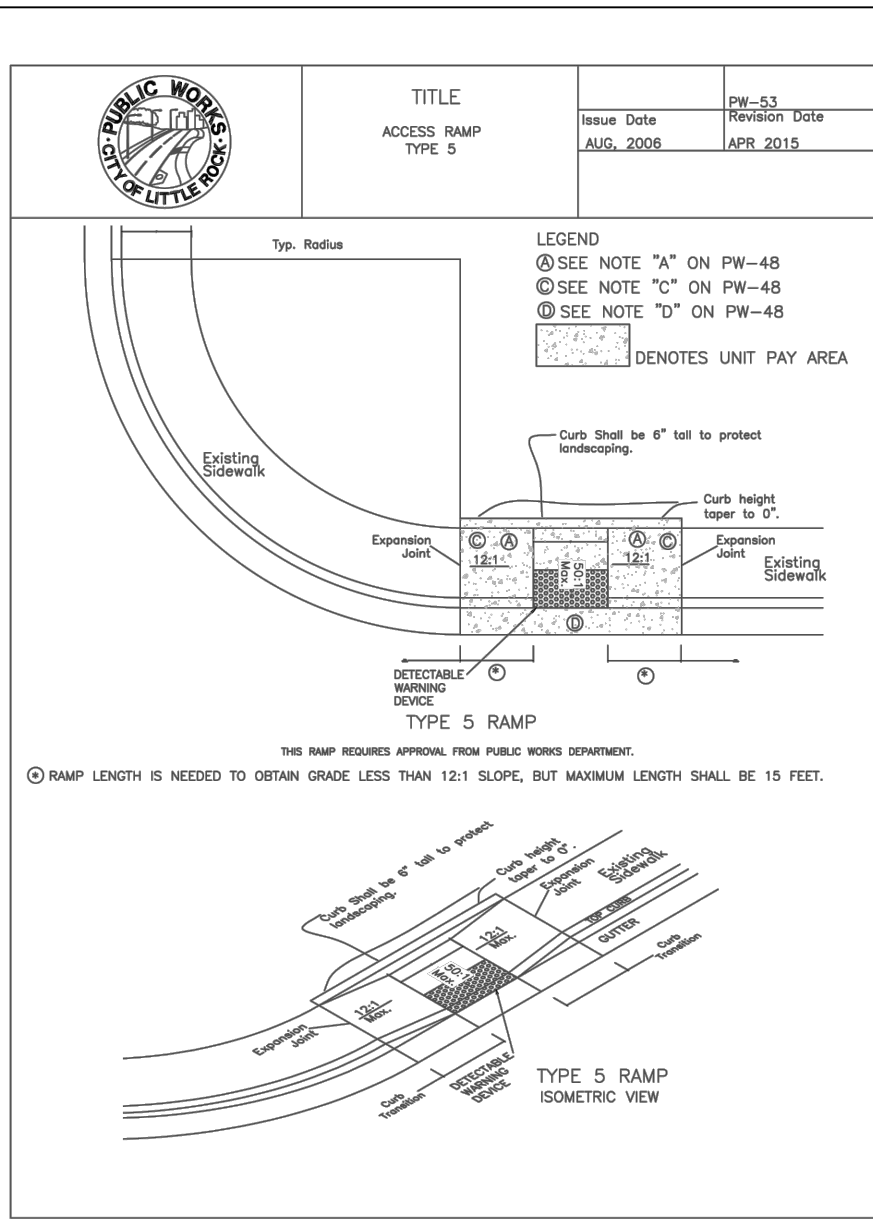 PUBLIC WORKS
CITY OF LITTLE ROCK
TITLE
ACCESS RAMP
TYPE 5
PW-53
Issue Date
AUG, 2006
Revision Date
APR 2015
Typ. Radius
LEGEND
Ⓐ SEE NOTE "A" ON PW-48
Ⓒ SEE NOTE "C" ON PW-48
Ⓓ SEE NOTE "D" ON PW-48
DENOTES UNIT PAY AREA
Curb Shall be 6" tall to protect
landscaping.
Existing
Sidewalk
Curb height
taper to 0".
Expansion
Joint
Ⓒ Ⓐ
12:1
50:1
Max.
Ⓐ Ⓒ
12:1
Expansion
Joint
Existing
Sidewalk
Ⓓ
DETECTABLE
WARNING
DEVICE
(*)
(*)
TYPE 5 RAMP
THIS RAMP REQUIRES APPROVAL FROM PUBLIC WORKS DEPARTMENT.
(*) RAMP LENGTH IS NEEDED TO OBTAIN GRADE LESS THAN 12:1 SLOPE, BUT MAXIMUM LENGTH SHALL BE 15 FEET.
Curb Shall be 6" tall to protect
landscaping.
Curb height
taper to 0".
Expansion
Joint
Existing
Sidewalk
TOP CURB
GUTTER
Curb
Transition
12:1
Max.
50:1
Max.
12:1
Max.
Expansion
Joint
Curb
Transition
DETECTABLE
WARNING
DEVICE
TYPE 5 RAMP
ISOMETRIC VIEW